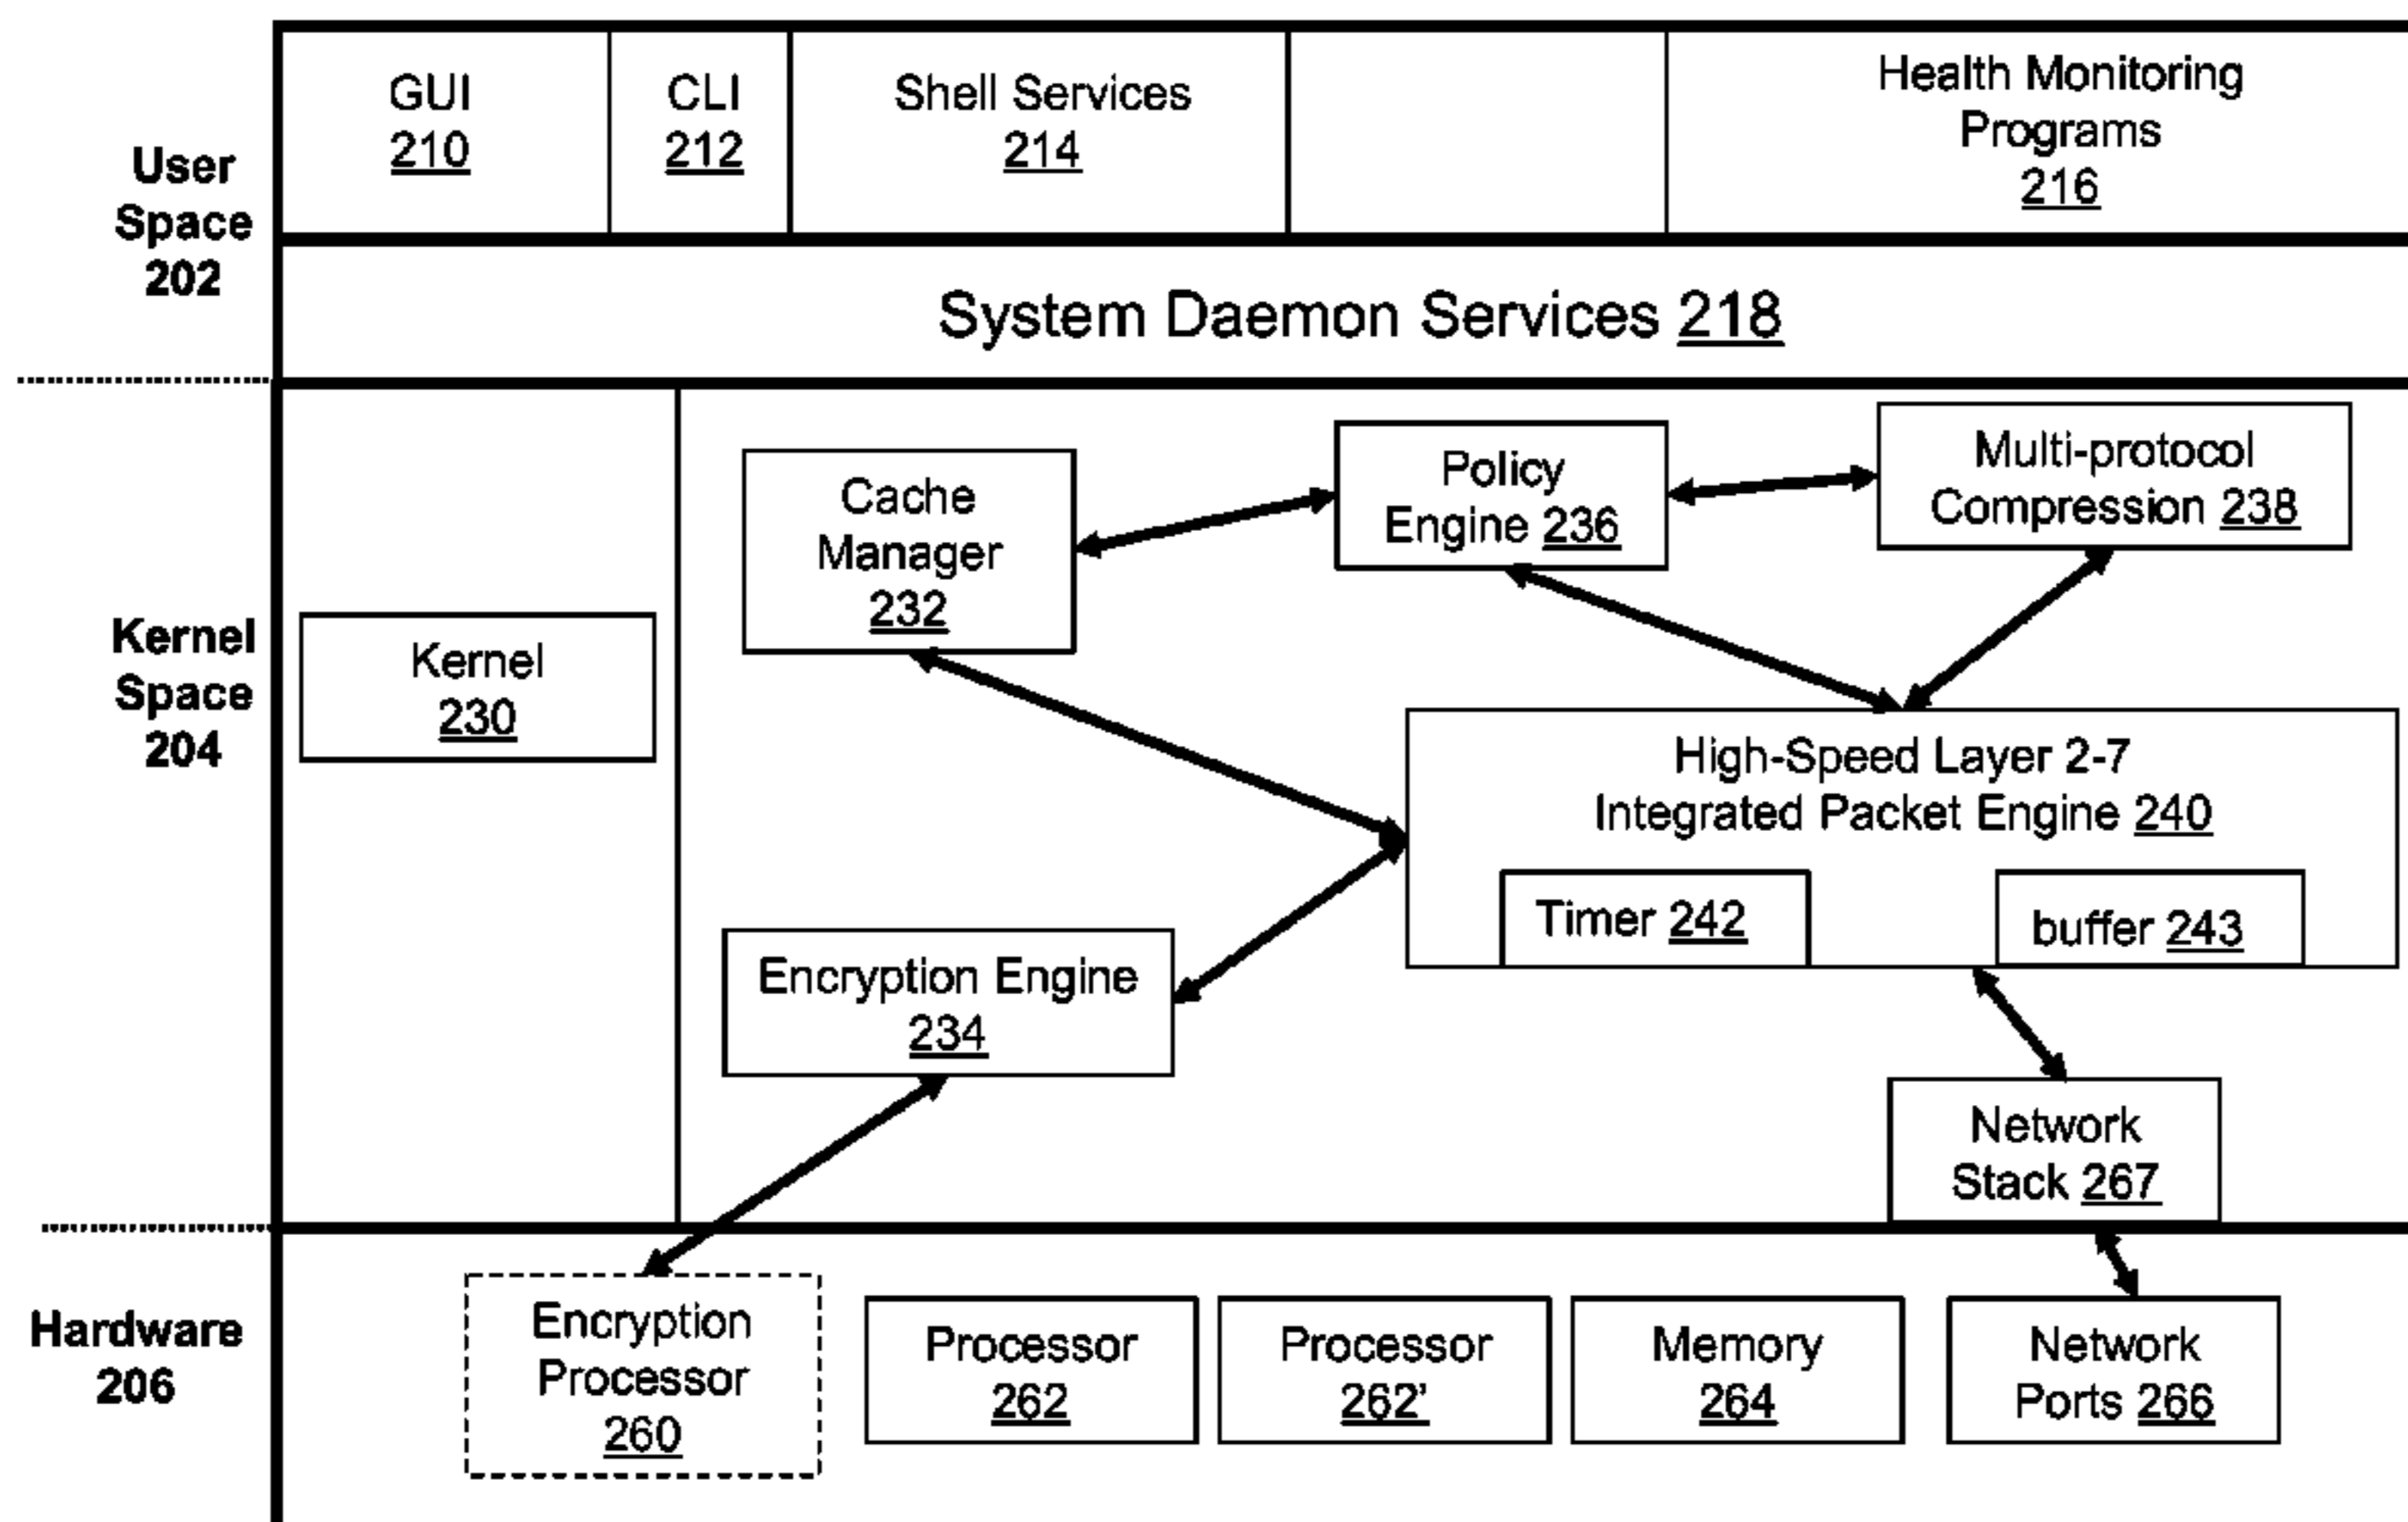 User
Space
202
GUI
210
CLI
212
Shell Services
214
Health Monitoring
Programs
216
System Daemon Services 218
Kernel
Space
204
Kernel
230
Cache
Manager
232
Policy
Engine 236
Multi-protocol
Compression 238
High-Speed Layer 2-7
Integrated Packet Engine 240
Timer 242
buffer 243
Encryption Engine
234
Network
Stack 267
Hardware
206
Encryption
Processor
260
Processor
262
Processor
262’
Memory
264
Network
Ports 266